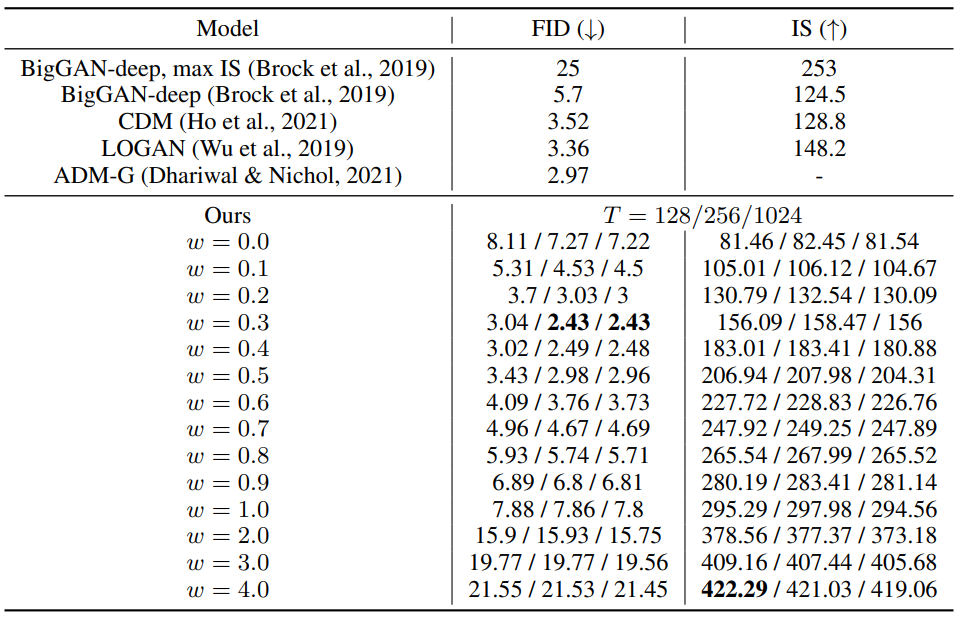 Model FID (↓) IS (↑)
BigGAN-deep, max IS (Brock et al., 2019) 25 253
BigGAN-deep (Brock et al., 2019) 5.7 124.5
CDM (Ho et al., 2021) 3.52 128.8
LOGAN (Wu et al., 2019) 3.36 148.2
ADM-G (Dhariwal & Nichol, 2021) 2.97 -
Ours T = 128/256/1024
w = 0.0 8.11 / 7.27 / 7.22 81.46 / 82.45 / 81.54
w = 0.1 5.31 / 4.53 / 4.5 105.01 / 106.12 / 104.67
w = 0.2 3.7 / 3.03 / 3 130.79 / 132.54 / 130.09
w = 0.3 3.04 / 2.43 / 2.43 156.09 / 158.47 / 156
w = 0.4 3.02 / 2.49 / 2.48 183.01 / 183.41 / 180.88
w = 0.5 3.43 / 2.98 / 2.96 206.94 / 207.98 / 204.31
w = 0.6 4.09 / 3.76 / 3.73 227.72 / 228.83 / 226.76
w = 0.7 4.96 / 4.67 / 4.69 247.92 / 249.25 / 247.89
w = 0.8 5.93 / 5.74 / 5.71 265.54 / 267.99 / 265.52
w = 0.9 6.89 / 6.8 / 6.81 280.19 / 283.41 / 281.14
w = 1.0 7.88 / 7.86 / 7.8 295.29 / 297.98 / 294.56
w = 2.0 15.9 / 15.93 / 15.75 378.56 / 377.37 / 373.18
w = 3.0 19.77 / 19.77 / 19.56 409.16 / 407.44 / 405.68
w = 4.0 21.55 / 21.53 / 21.45 422.29 / 421.03 / 419.06